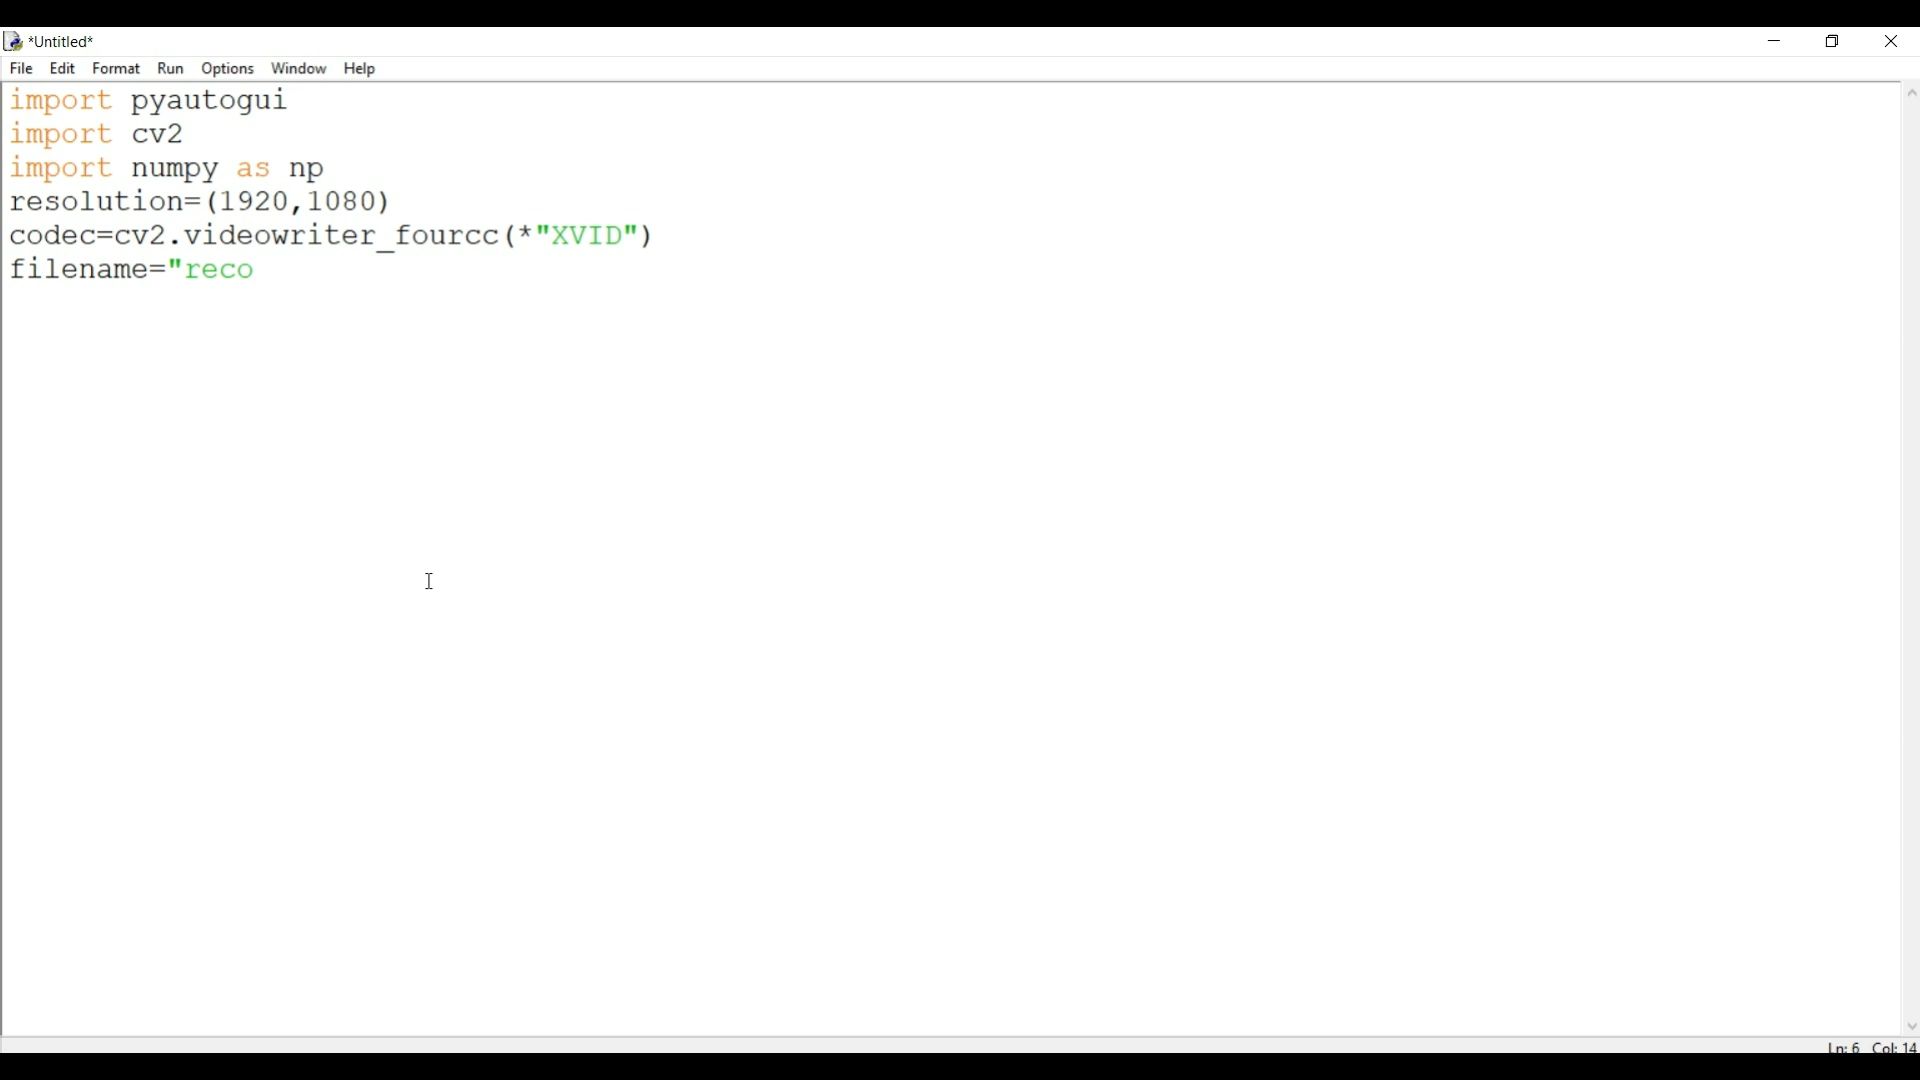 *Untitled*
File Edit Format Run Options Window Help
import pyautogui
import cv2
import numpy as np
resolution=(1920,1080)
codec=cv2.videowriter_fourcc(*"XVID")
filename="reco
Ln: 6 Col: 14